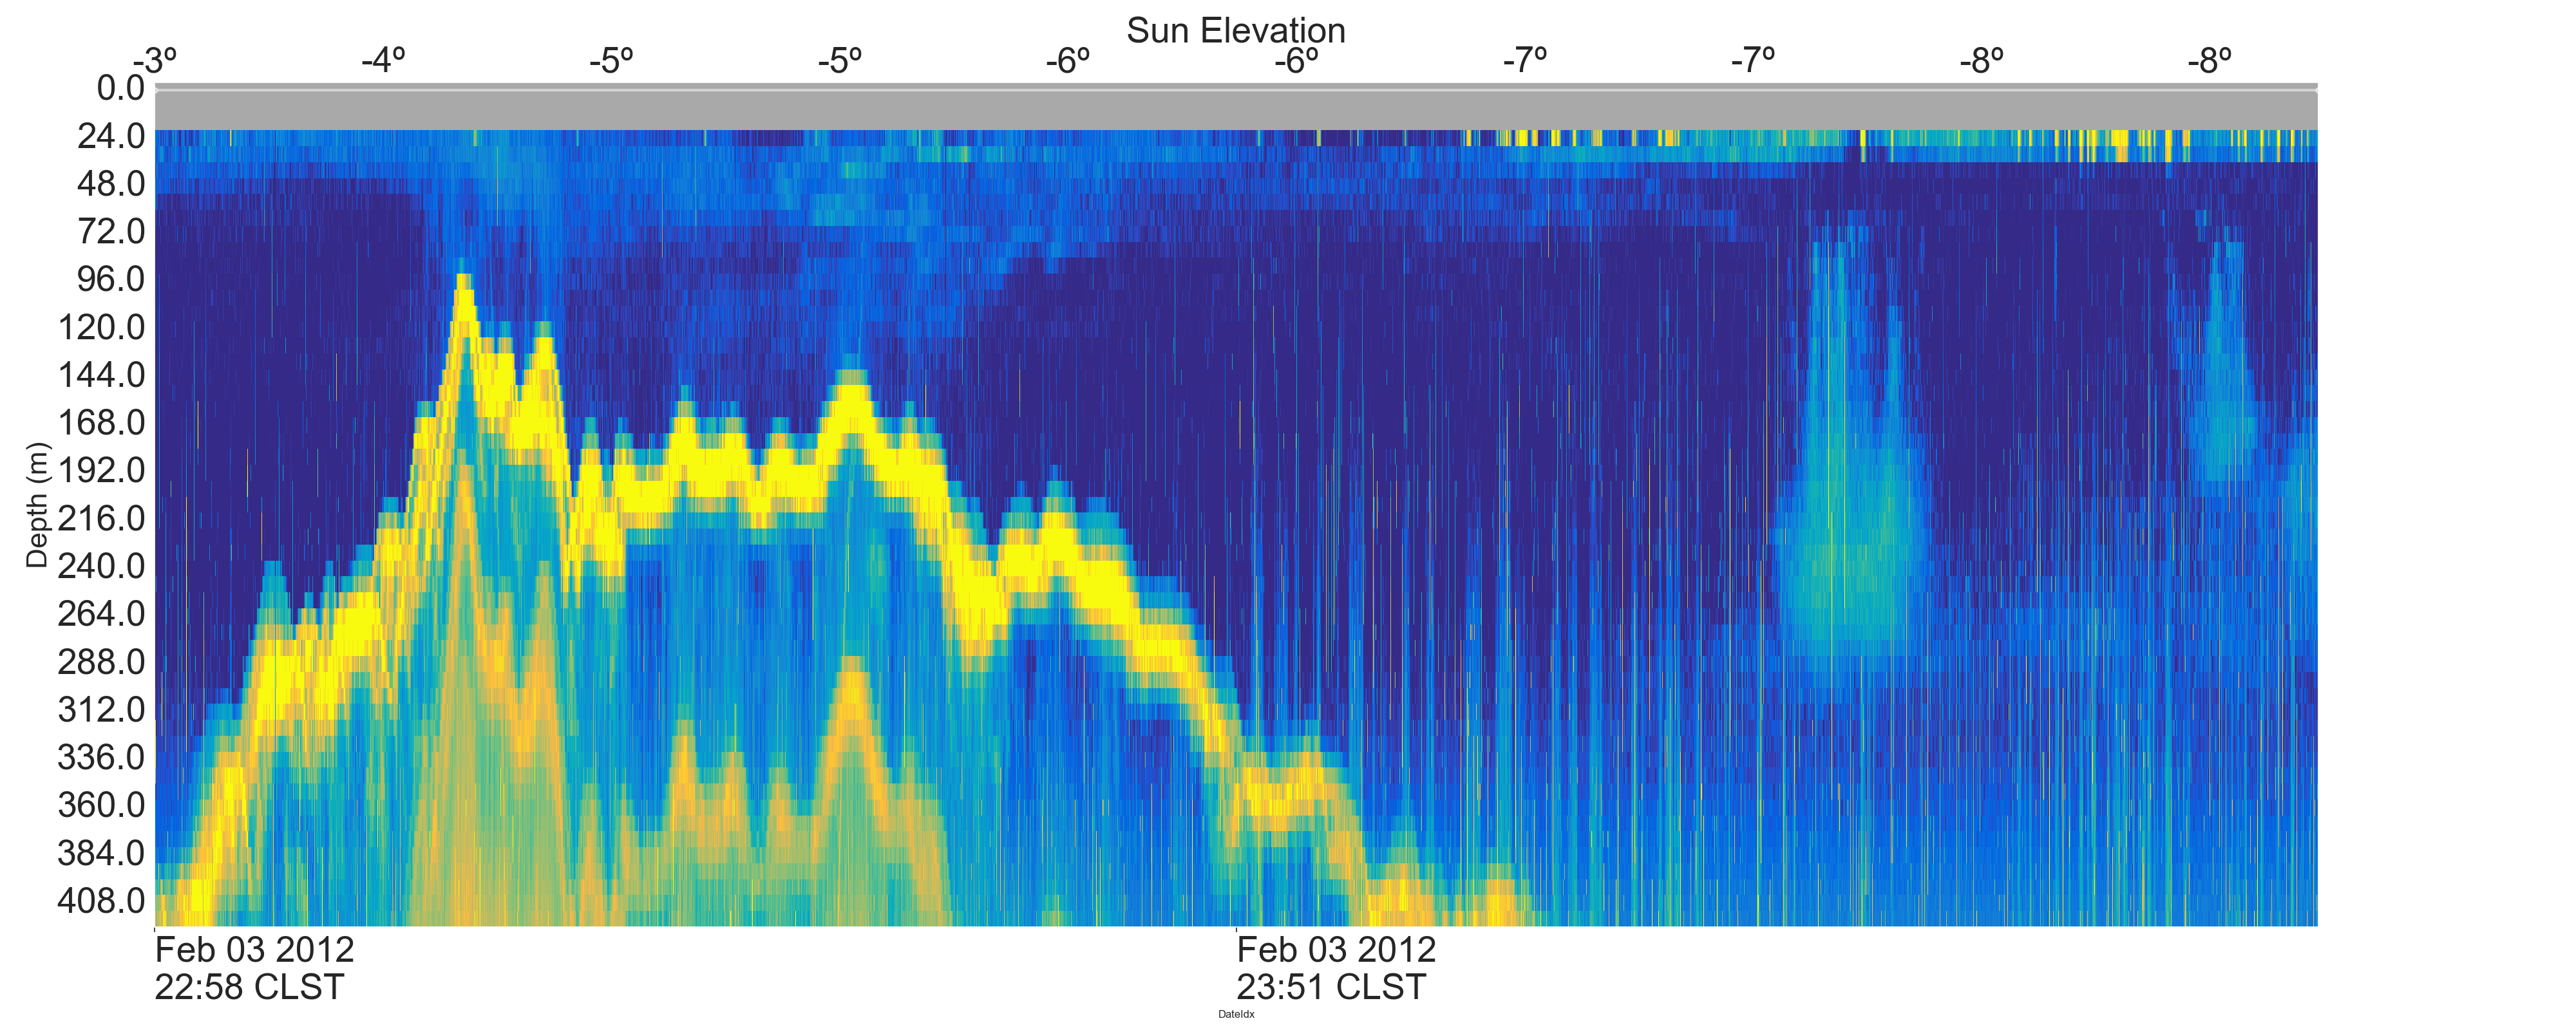 Sun Elevation
-3º -4º -5º -5º -6º -6º -7º -7º -8º -8º
0.0
24.0
48.0
72.0
96.0
120.0
144.0
168.0
192.0
216.0
240.0
264.0
288.0
312.0
336.0
360.0
384.0
408.0
Depth (m)
Feb 03 2012
22:58 CLST
Feb 03 2012
23:51 CLST
DateIdx